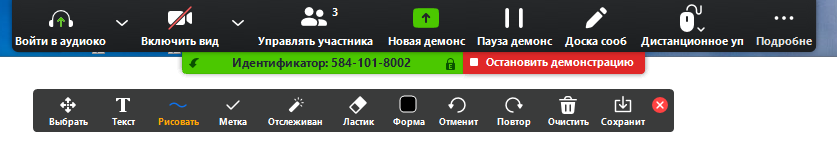 3
Войти в аудиоко Включить вид Управлять участника Новая демонс Пауза демонс Доска сооб Дистанционное уп Подробне
Идентификатор: 584-101-8002 Остановить демонстрацию
T
Выбрать Текст Рисовать Метка Отслеживан Ластик Форма Отменит Повтор Очистить Сохранит